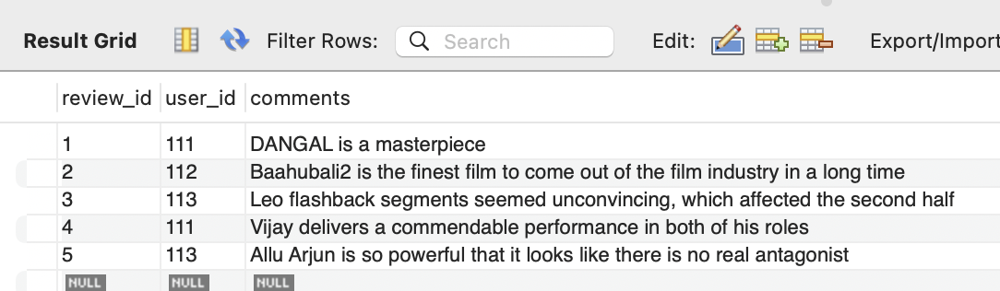 Result Grid Filter Rows: Search Edit: Export/Import
review_id user_id comments
1 111 DANGAL is a masterpiece
2 112 Baahubali2 is the finest film to come out of the film industry in a long time
3 113 Leo flashback segments seemed unconvincing, which affected the second half
4 111 Vijay delivers a commendable performance in both of his roles
5 113 Allu Arjun is so powerful that it looks like there is no real antagonist
NULL NULL NULL